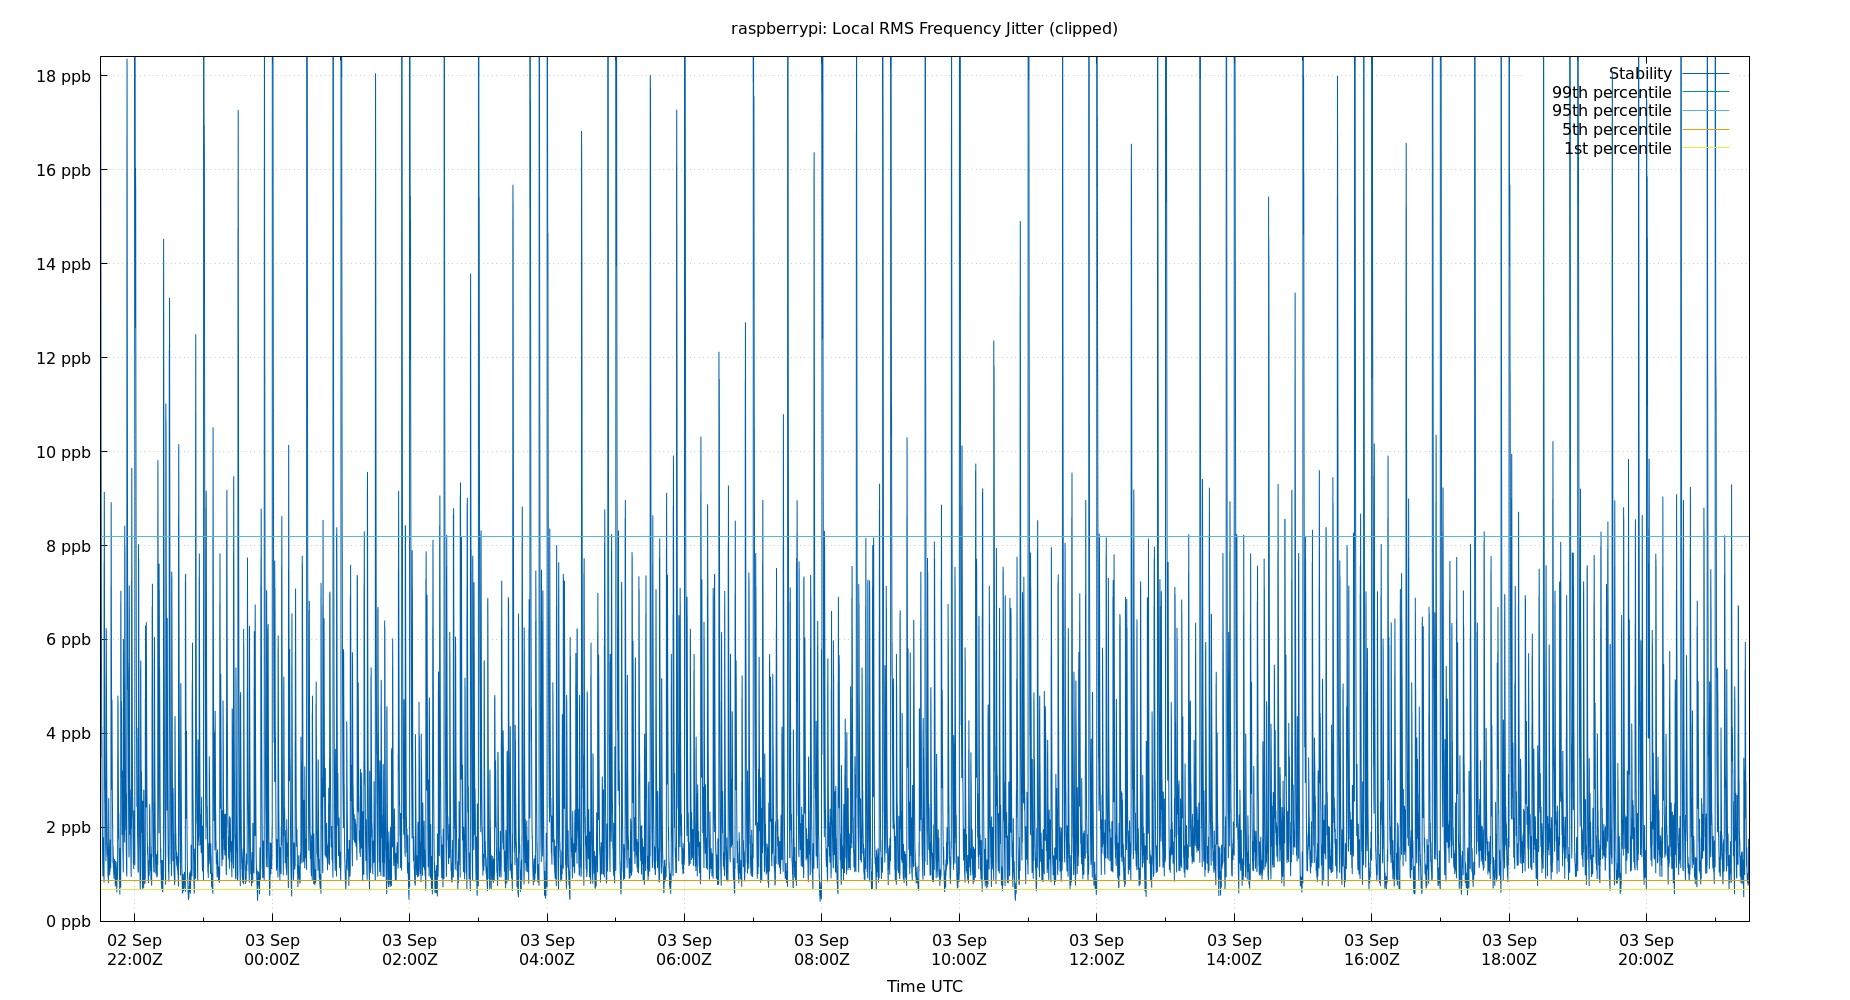 raspberrypi: Local RMS Frequency Jitter (clipped)
18 ppb
16 ppb
14 ppb
12 ppb
10 ppb
8 ppb
6 ppb
4 ppb
2 ppb
0 ppb
Stability
99th percentile
95th percentile
5th percentile
1st percentile
02 Sep 03 Sep 03 Sep 03 Sep 03 Sep 03 Sep 03 Sep 03 Sep 03 Sep 03 Sep 03 Sep 03 Sep
22:00Z 00:00Z 02:00Z 04:00Z 06:00Z 08:00Z 10:00Z 12:00Z 14:00Z 16:00Z 18:00Z 20:00Z
Time UTC